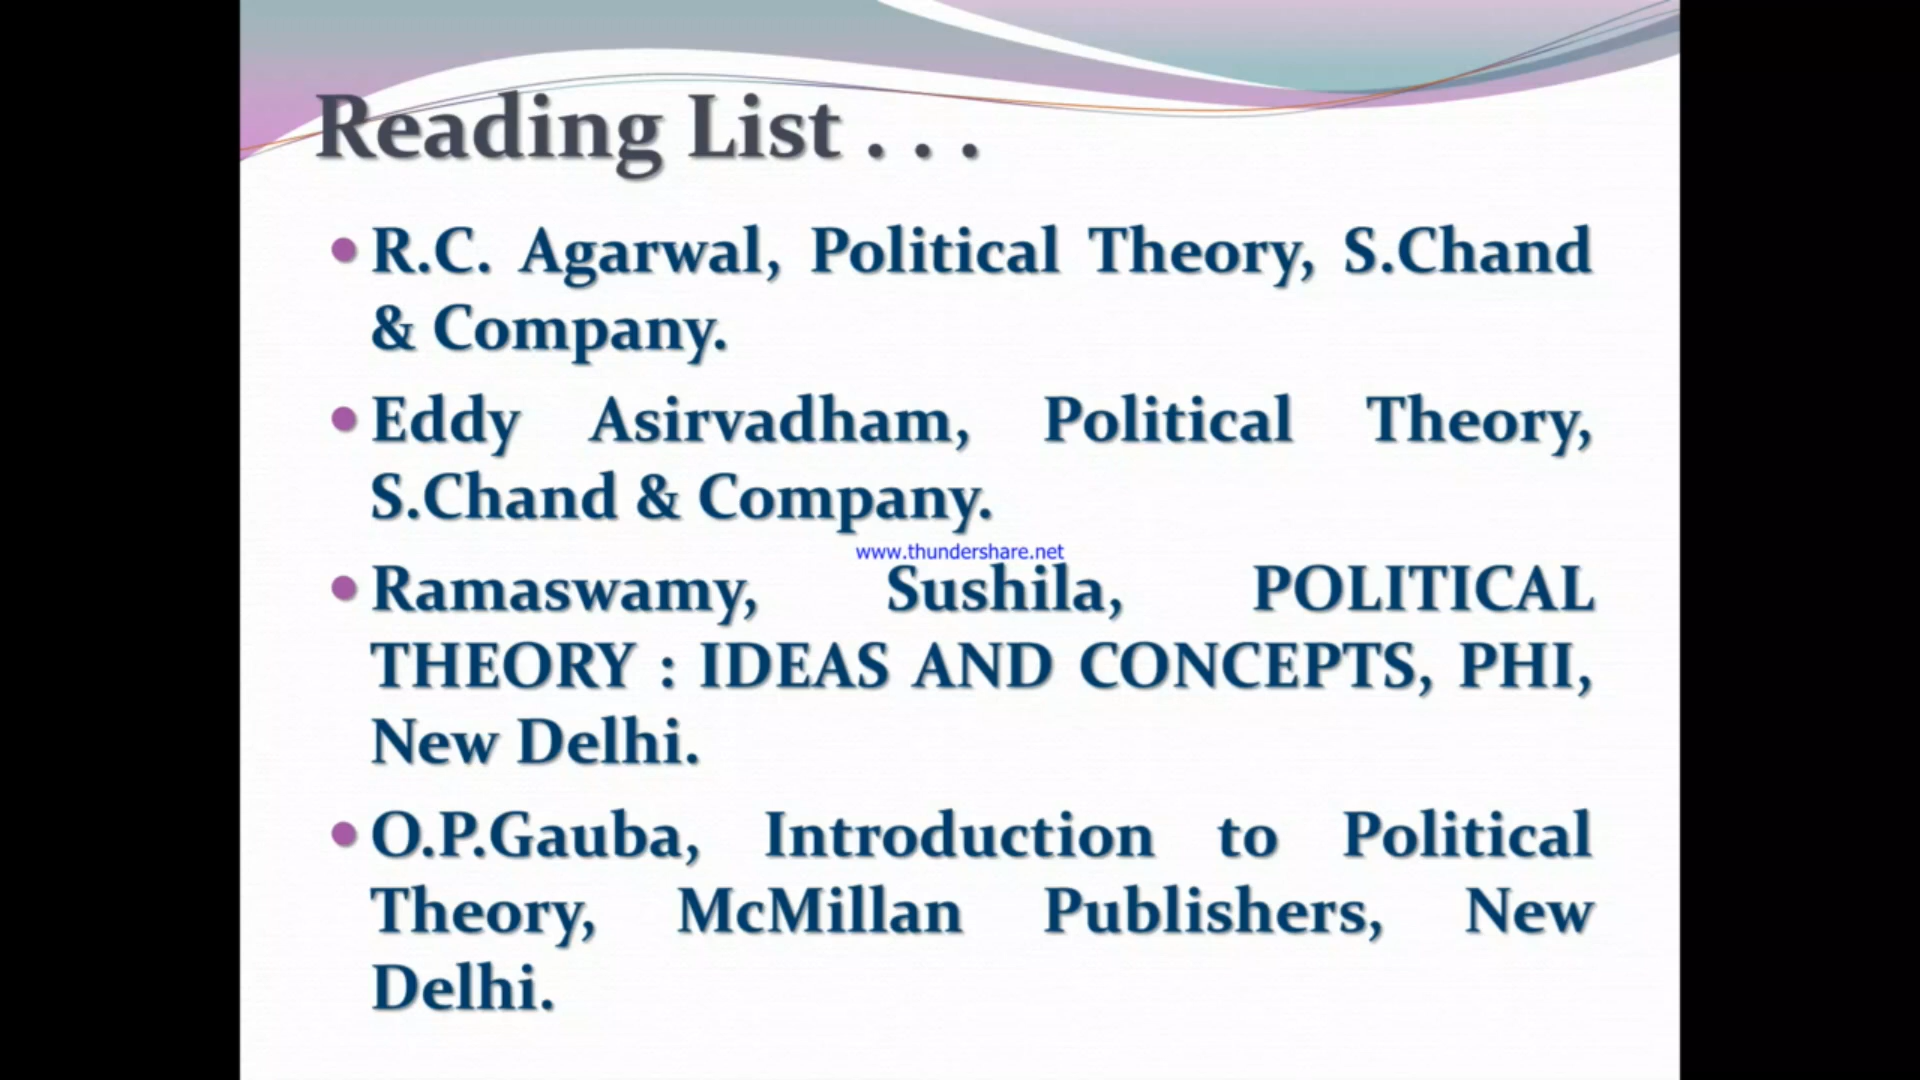 Reading List . . .
R.C. Agarwal, Political Theory, S.Chand
& Company.
Eddy Asirvadham, Political Theory,
S.Chand & Company.
www.thundershare.net
Ramaswamy, Sushila, POLITICAL
THEORY : IDEAS AND CONCEPTS, PHI,
New Delhi.
O.P.Gauba, Introduction to Political
Theory, McMillan Publishers, New
Delhi.